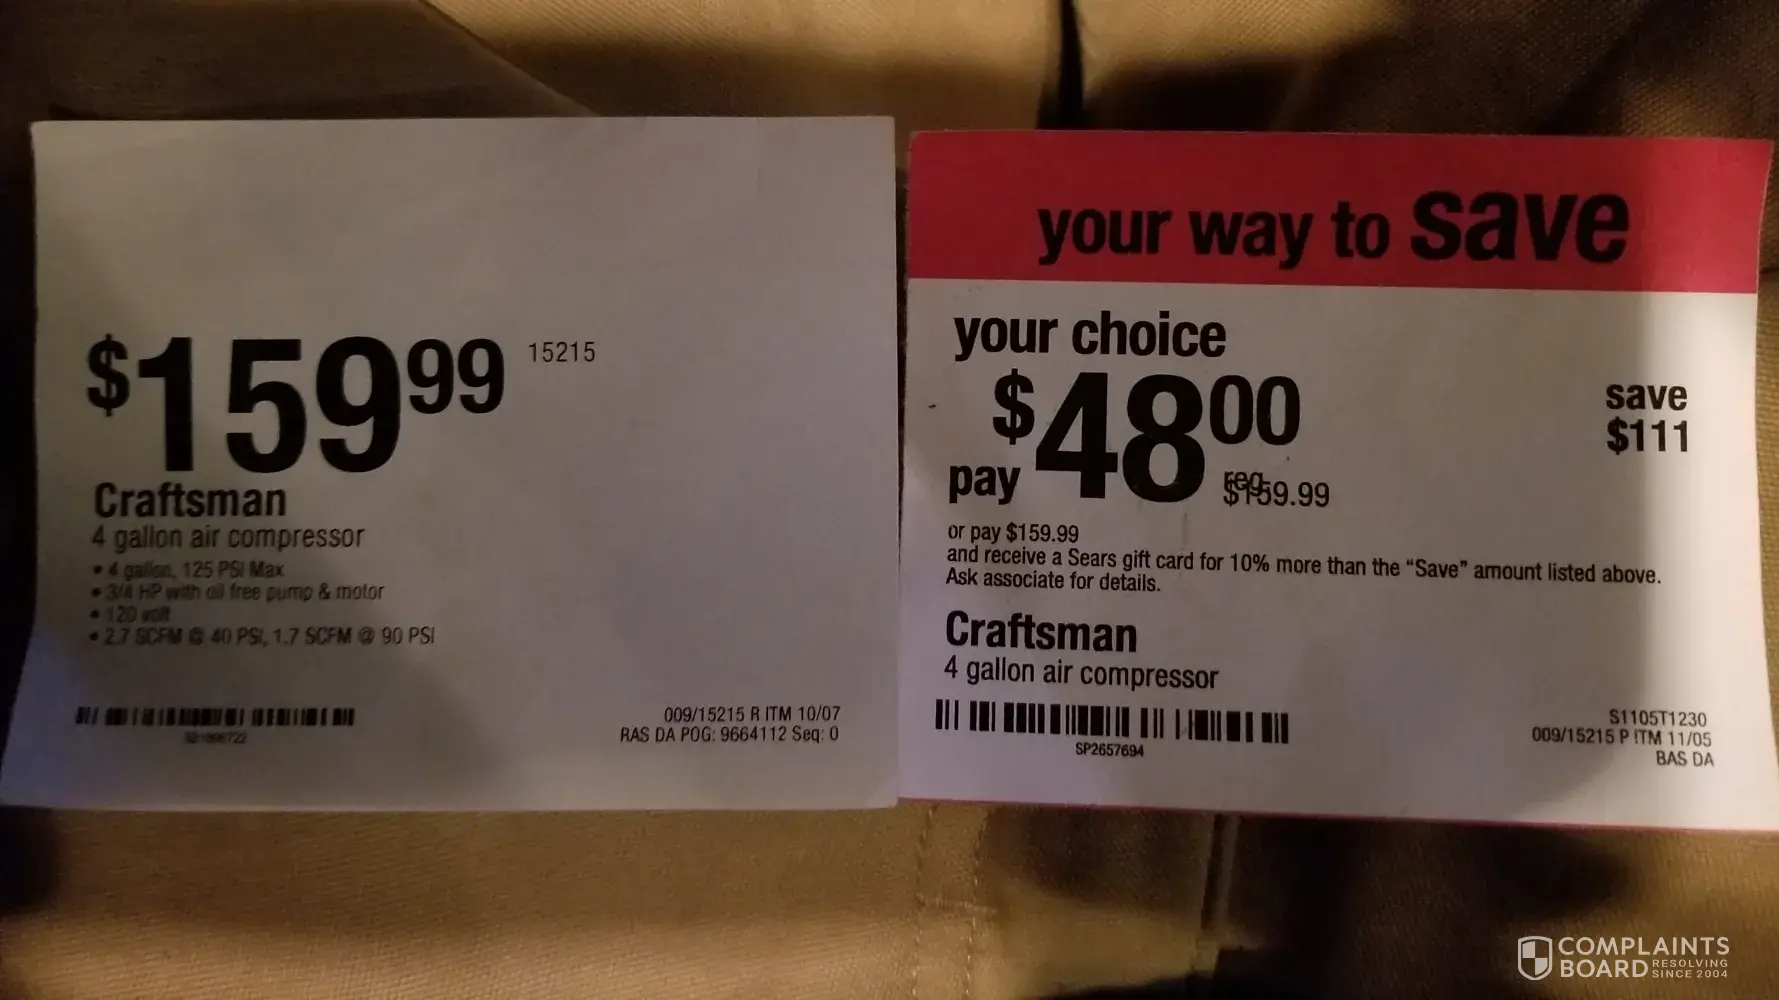 $159 99 15215
Craftsman
4 gallon air compressor
• 4 gallon, 125 PSI Max
• 3/4 HP with oil free pump & motor
• 120 volt
• 2.7 SCFM @ 40 PSI, 1.7 SCFM @ 90 PSI
009/15215 R ITM 10/07
RAS DA POG: 9664112 Seq: 0
your way to save
your choice
pay $48 00
reg
$159.99
save
$111
or pay $159.99
and receive a Sears gift card for 10% more than the “Save” amount listed above.
Ask associate for details.
Craftsman
4 gallon air compressor
SP2657694
S1105T1230
009/15215 P ITM 11/05
BAS DA
COMPLAINTS
BOARD RESOLVING
SINCE 2004